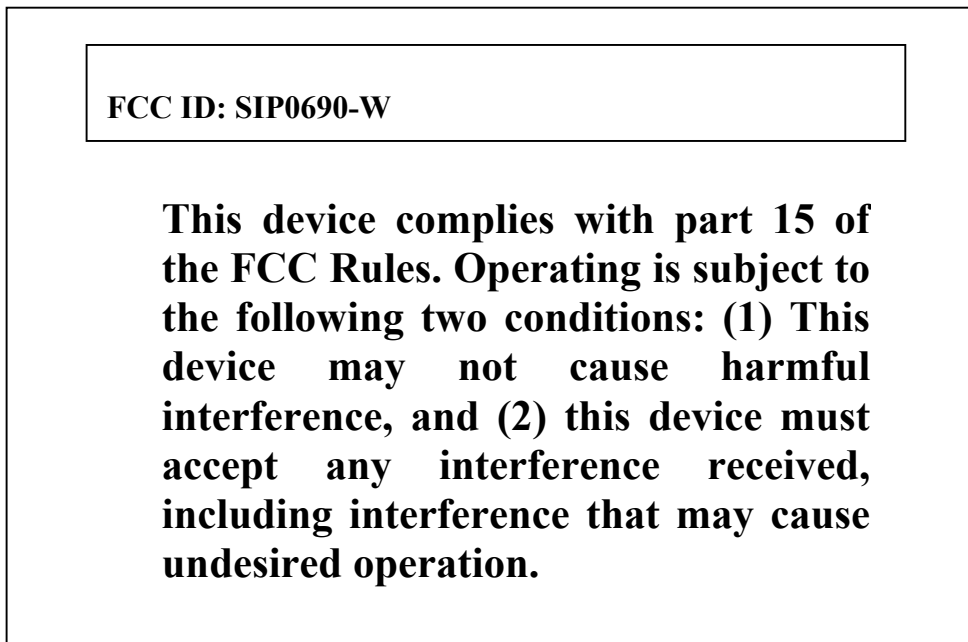 FCC ID: SIP0690-W
This device complies with part 15 of
the FCC Rules. Operating is subject to
the following two conditions: (1) This
device may not cause harmful
interference, and (2) this device must
accept any interference received,
including interference that may cause
undesired operation.